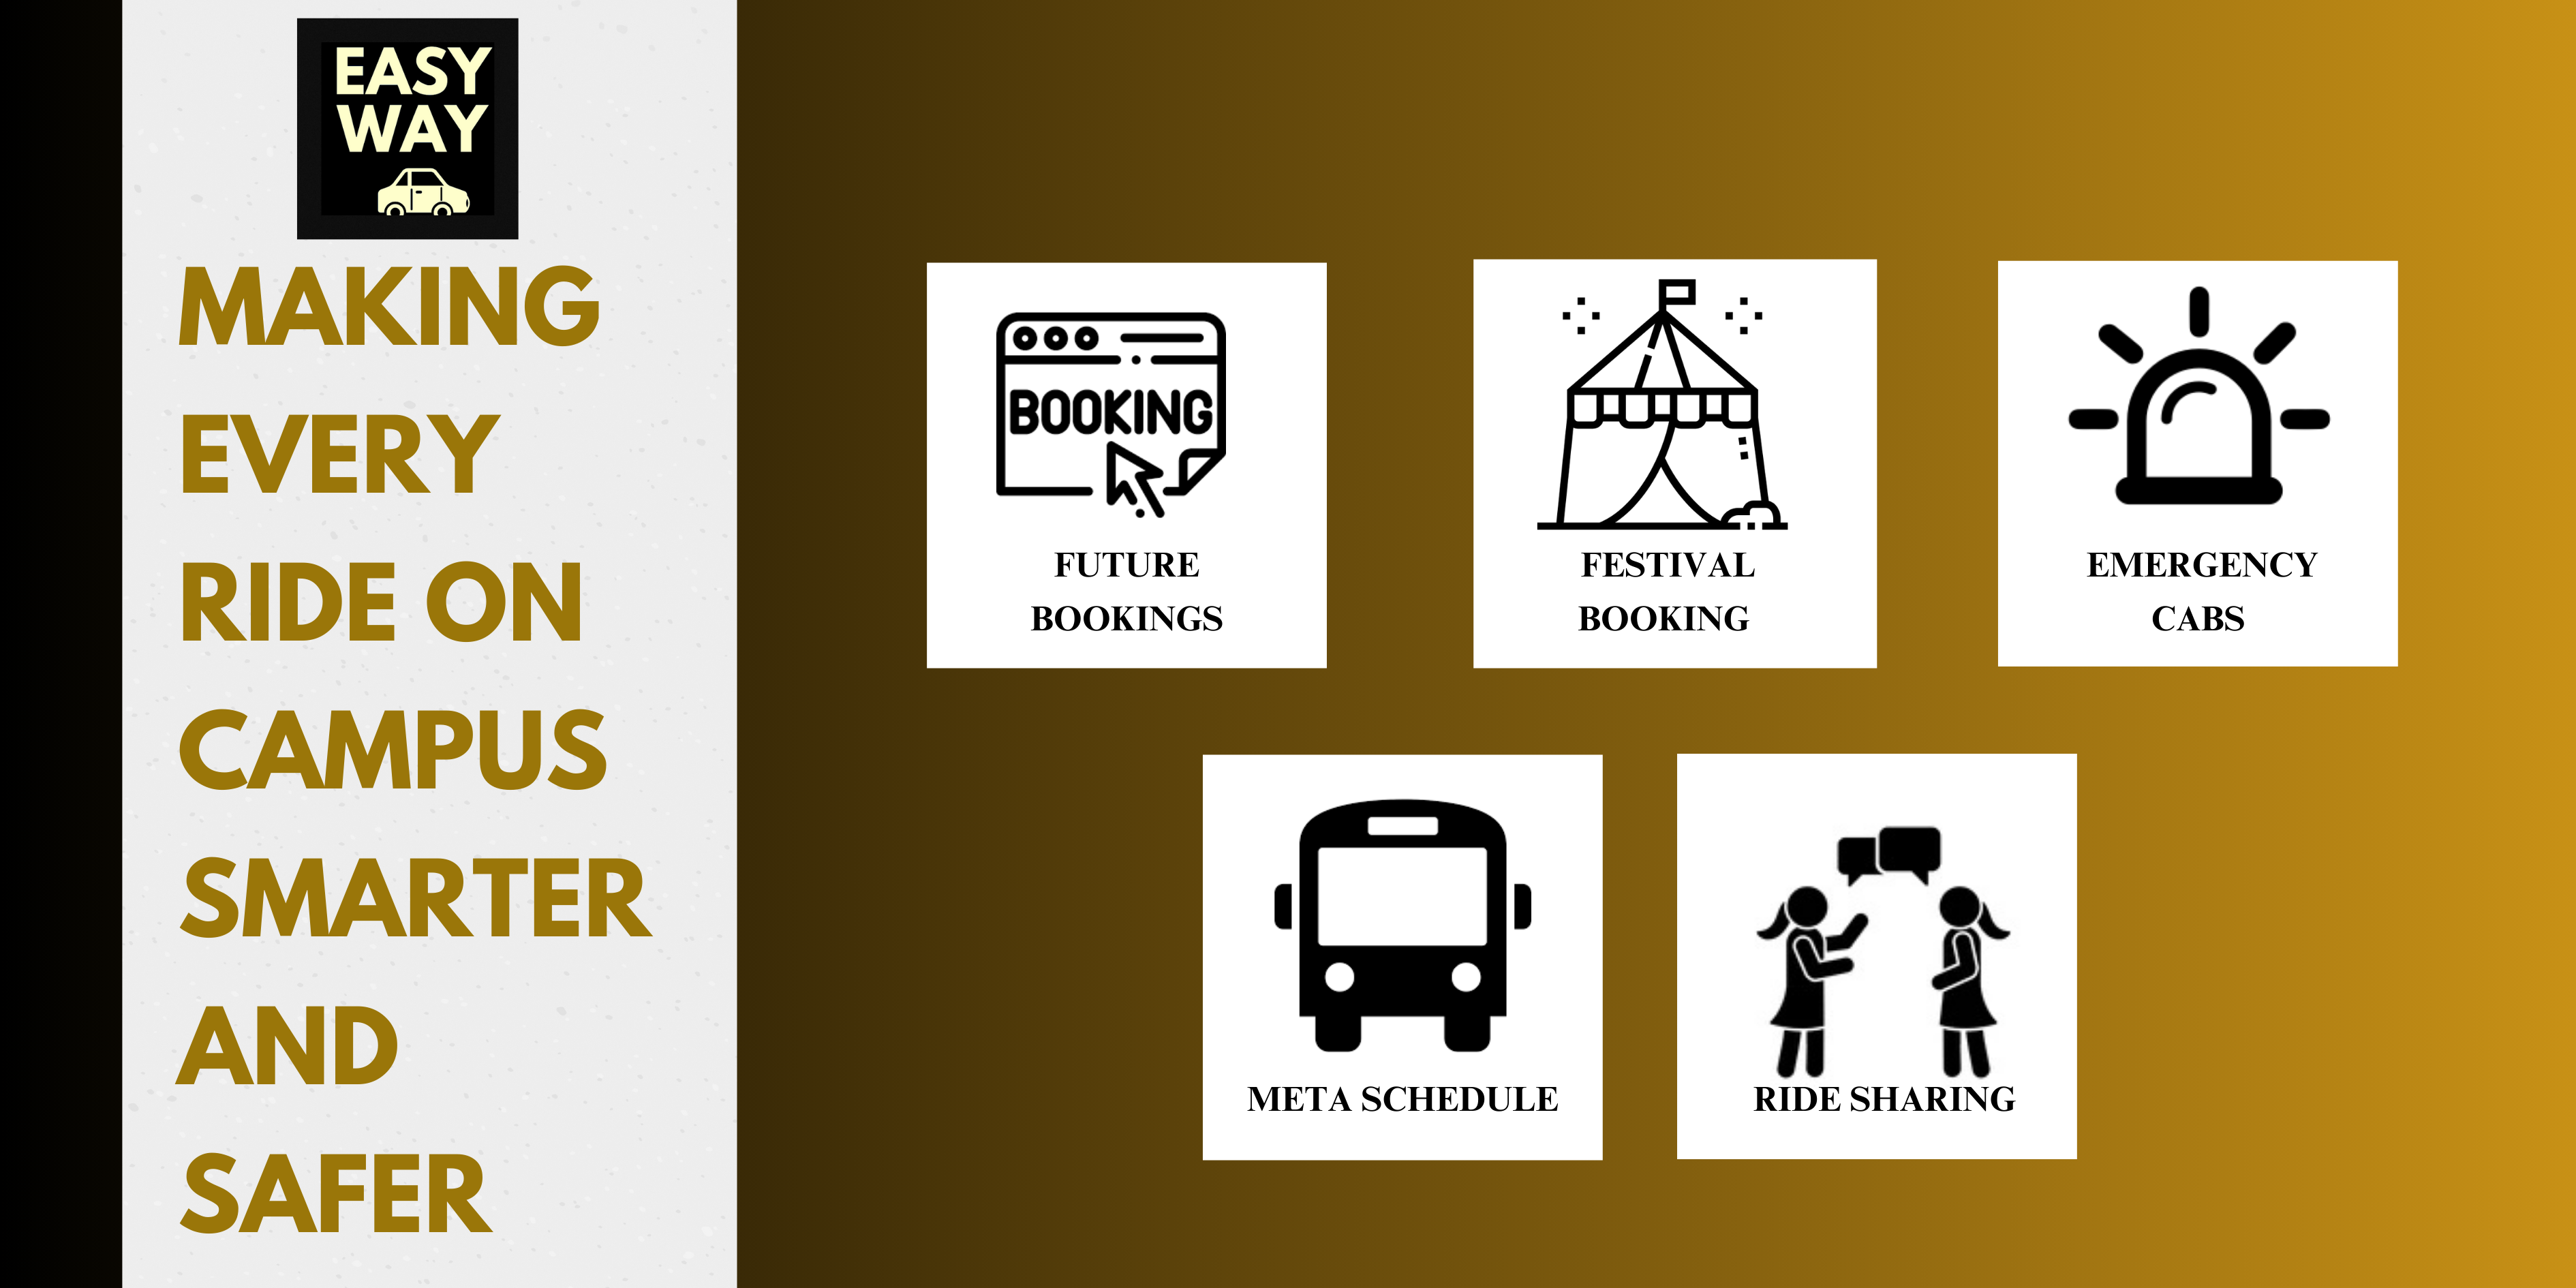 EASY
WAY
MAKING
EVERY
RIDE ON
CAMPUS
SMARTER
AND
SAFER
BOOKING
FUTURE
BOOKINGS
FESTIVAL
BOOKING
EMERGENCY
CABS
META SCHEDULE
RIDE SHARING